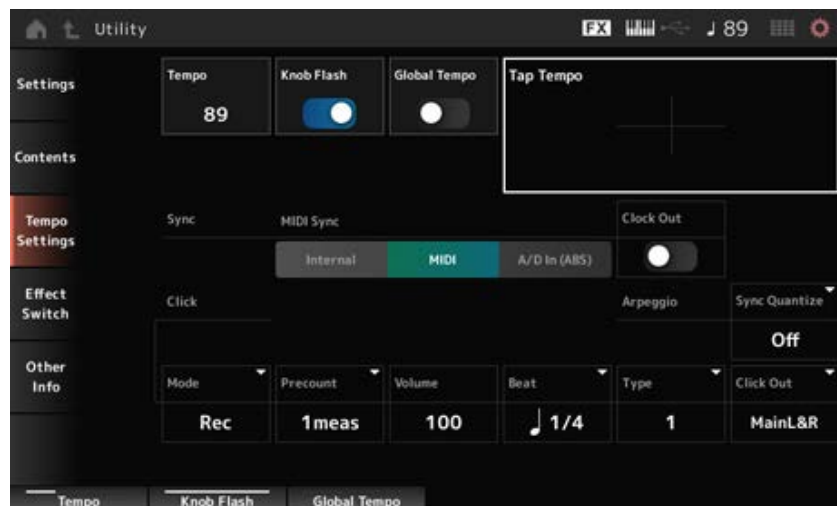 Utility
FX
♩ 89
Settings
Contents
Tempo Settings
Effect Switch
Other Info
Tempo
89
Knob Flash
Global Tempo
Tap Tempo
Sync
MIDI Sync
Internal
MIDI
A/D In (ABS)
Clock Out
Click
Arpeggio
Sync Quantize
Off
Mode
Rec
Precount
1meas
Volume
100
Beat
♩ 1/4
Type
1
Click Out
MainL&R
Tempo
Knob Flash
Global Tempo